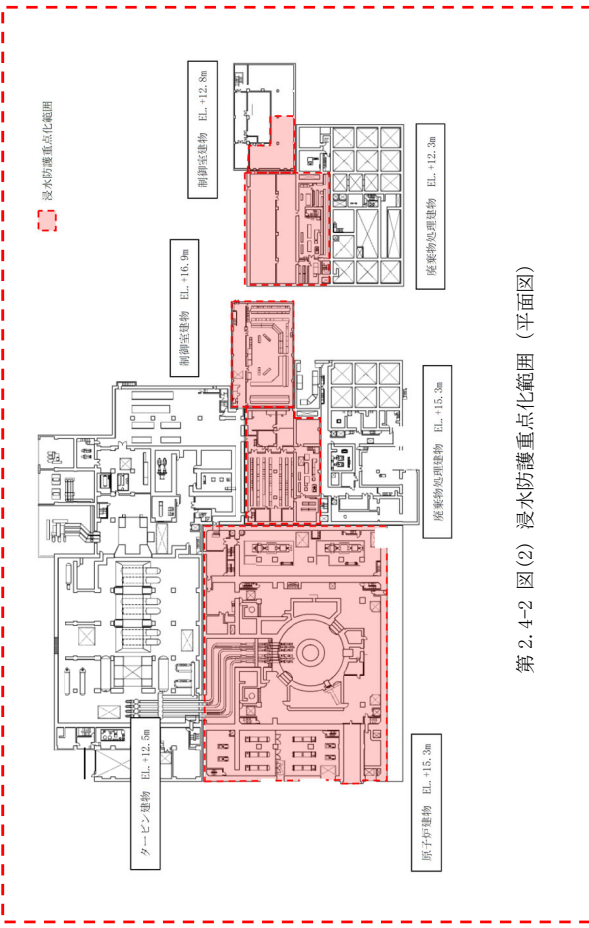 浸水防護重点化範囲
タービン建物 EL.+12.5m
制御室建物 EL.+16.9m
制御室建物 EL.+12.8m
原子炉建物 EL.+15.3m
廃棄物処理建物 EL.+15.3m
廃棄物処理建物 EL.+12.3m
第 2.4-2 図(2) 浸水防護重点化範囲 (平面図)